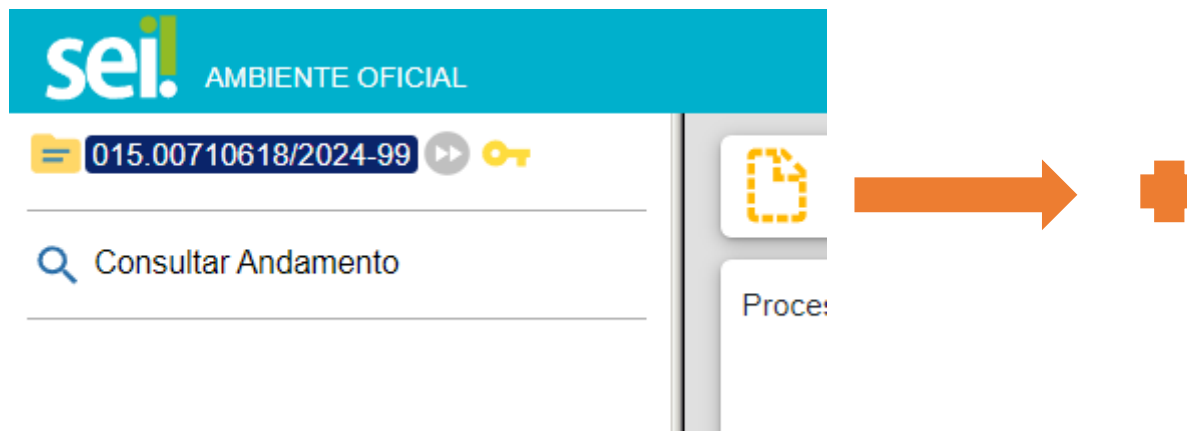 sei! AMBIENTE OFICIAL
015.00710618/2024-99
Consultar Andamento
Proces